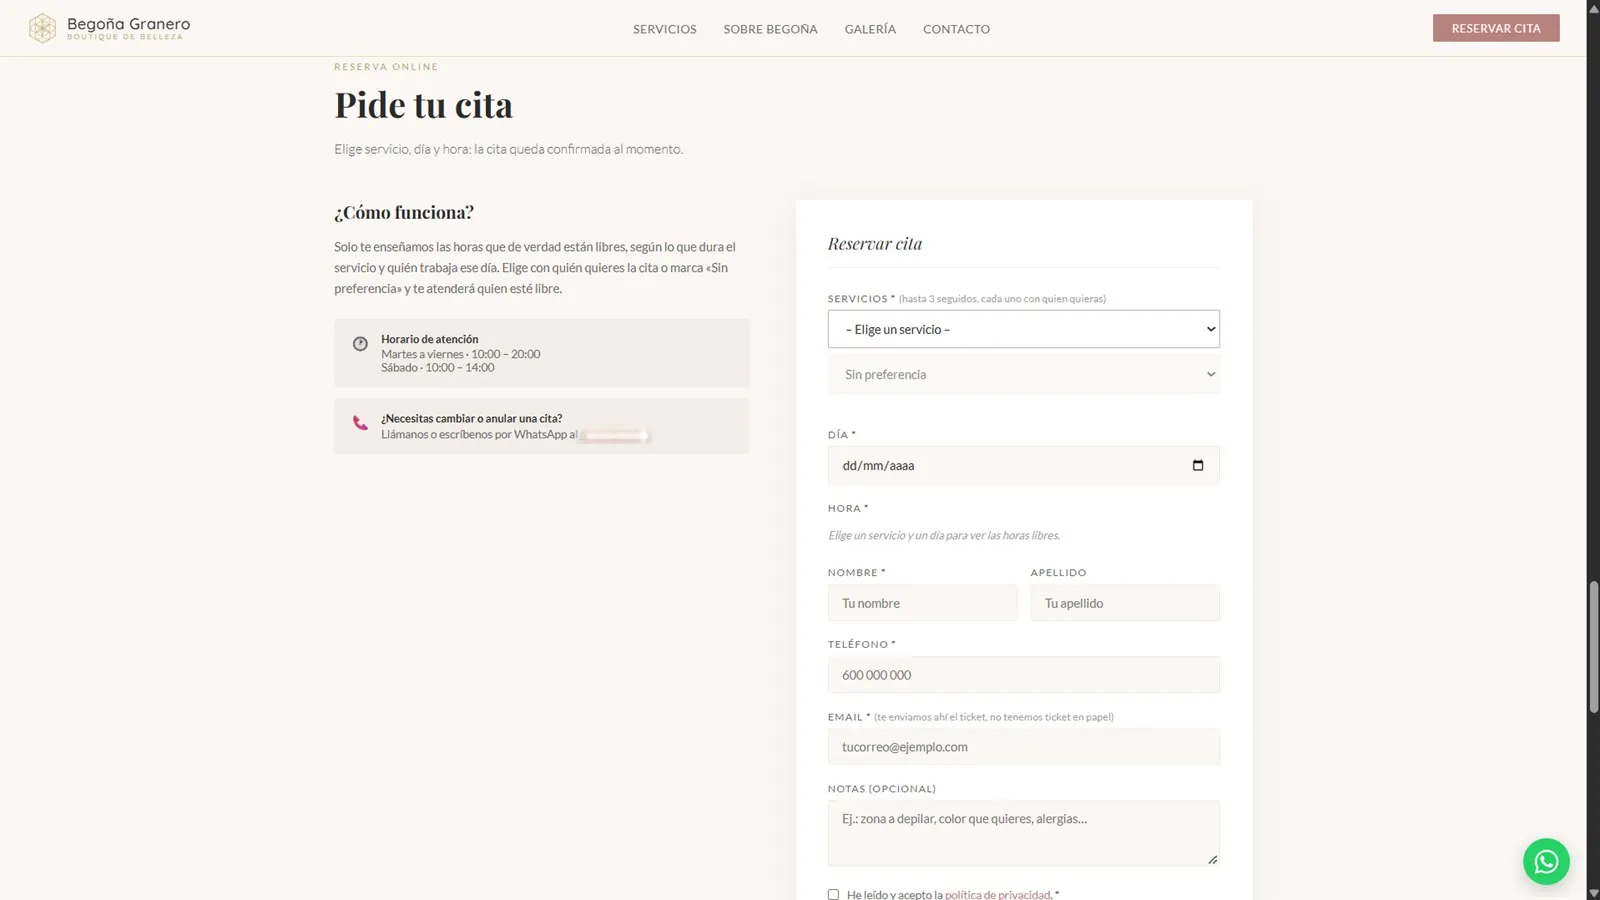 Begoña Granero
BOUTIQUE DE BELLEZA
SERVICIOS
SOBRE BEGOÑA
GALERÍA
CONTACTO
RESERVAR CITA
RESERVA ONLINE
Pide tu cita
Elige servicio, día y hora: la cita queda confirmada al momento.
¿Cómo funciona?
Solo te enseñamos las horas que de verdad están libres, según lo que dura el
servicio y quién trabaja ese día. Elige con quién quieres la cita o marca «Sin
preferencia» y te atenderá quien esté libre.
Horario de atención
Martes a viernes · 10:00 – 20:00
Sábado · 10:00 – 14:00
¿Necesitas cambiar o anular una cita?
Llámanos o escríbenos por WhatsApp al
Reservar cita
SERVICIOS * (hasta 3 seguidos, cada uno con quien quieras)
– Elige un servicio –
Sin preferencia
DÍA *
dd/mm/aaaa
HORA *
Elige un servicio y un día para ver las horas libres.
NOMBRE *
APELLIDO
Tu nombre
Tu apellido
TELÉFONO *
600 000 000
EMAIL * (te enviamos ahí el ticket, no tenemos ticket en papel)
tucorreo@ejemplo.com
NOTAS (OPCIONAL)
Ej.: zona a depilar, color que quieres, alergias...
He leído y acepto la política de privacidad. *